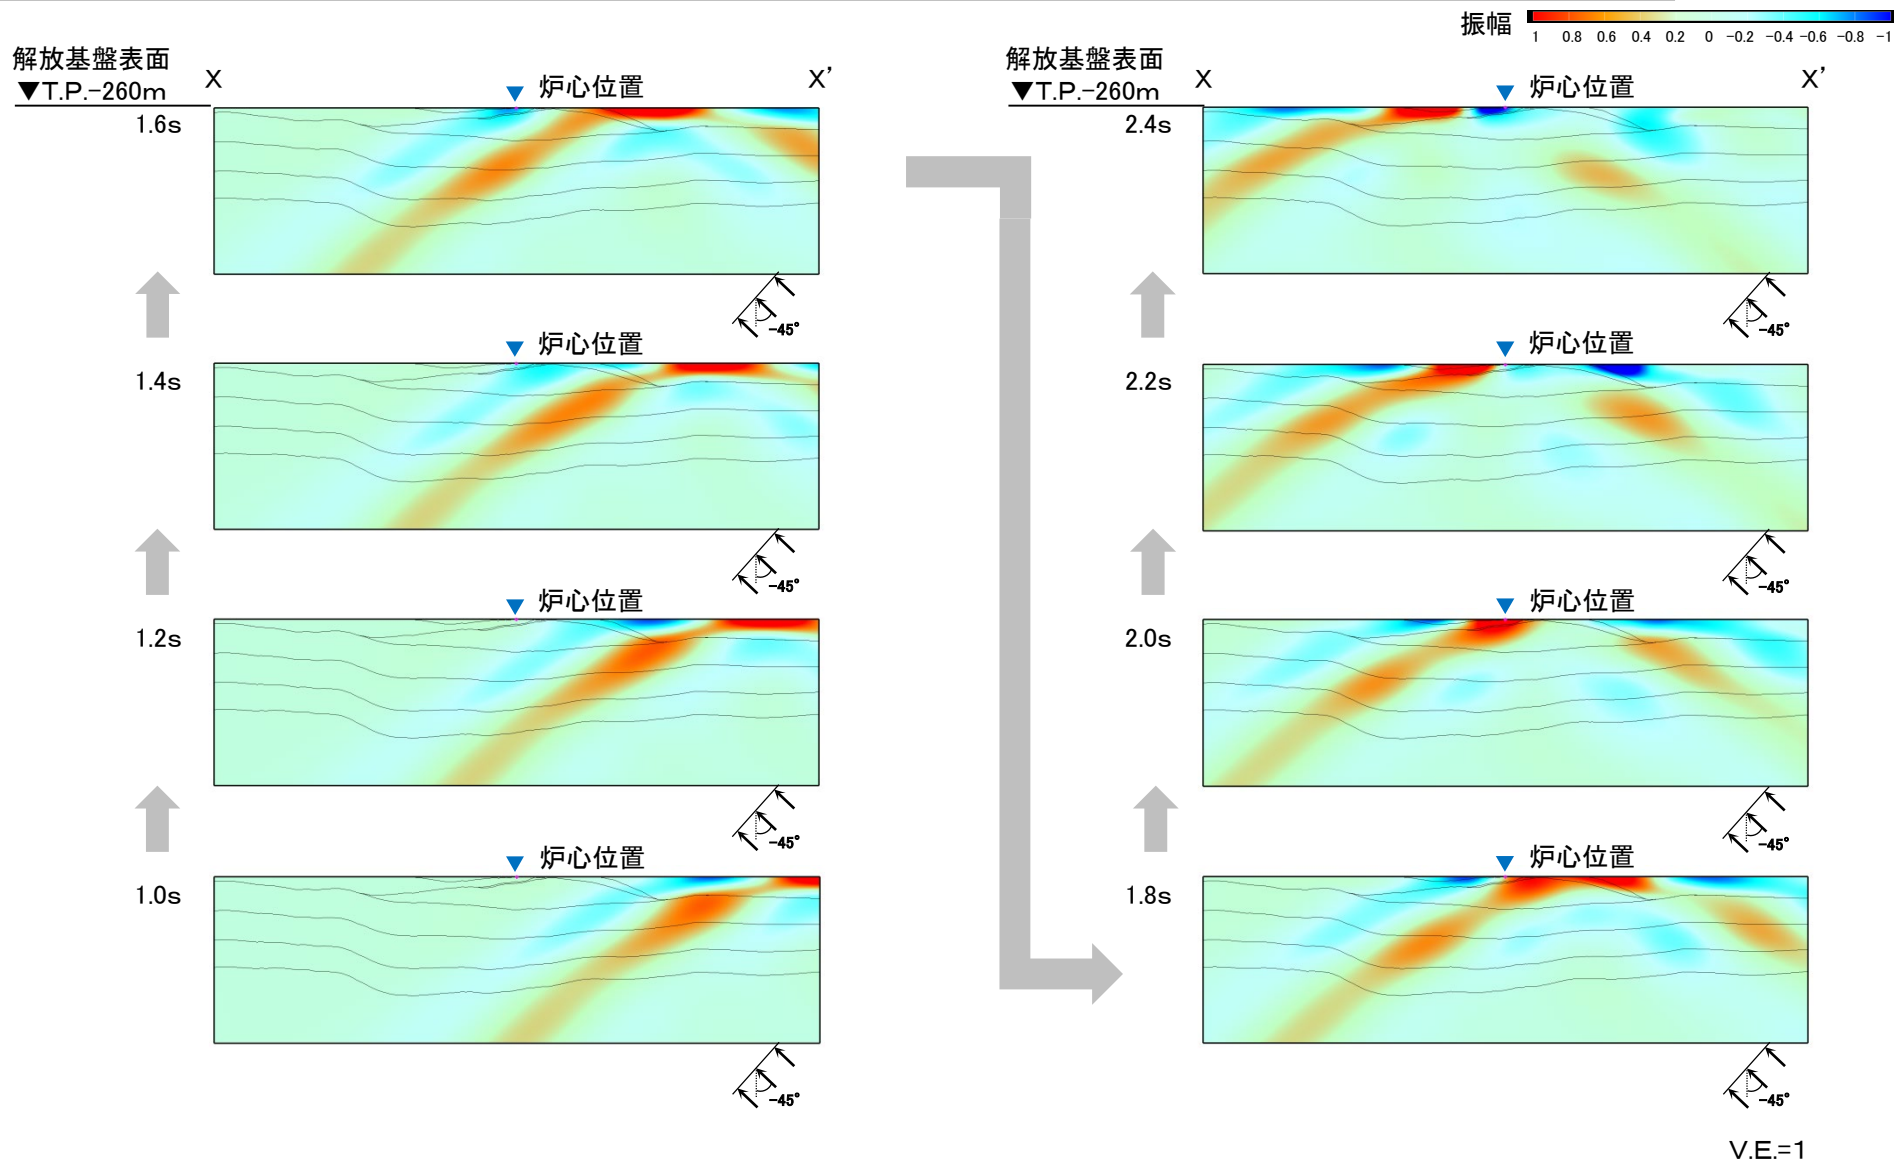 振幅
1 0.8 0.6 0.4 0.2 0 -0.2 -0.4 -0.6 -0.8 -1
解放基盤表面
▼T.P.-260m
X
X'
▼ 炉心位置
1.6s
-45°
▼ 炉心位置
1.4s
-45°
▼ 炉心位置
1.2s
-45°
▼ 炉心位置
1.0s
-45°
解放基盤表面
▼T.P.-260m
X
X'
▼ 炉心位置
2.4s
-45°
▼ 炉心位置
2.2s
-45°
▼ 炉心位置
2.0s
-45°
▼ 炉心位置
1.8s
-45°
V.E.=1